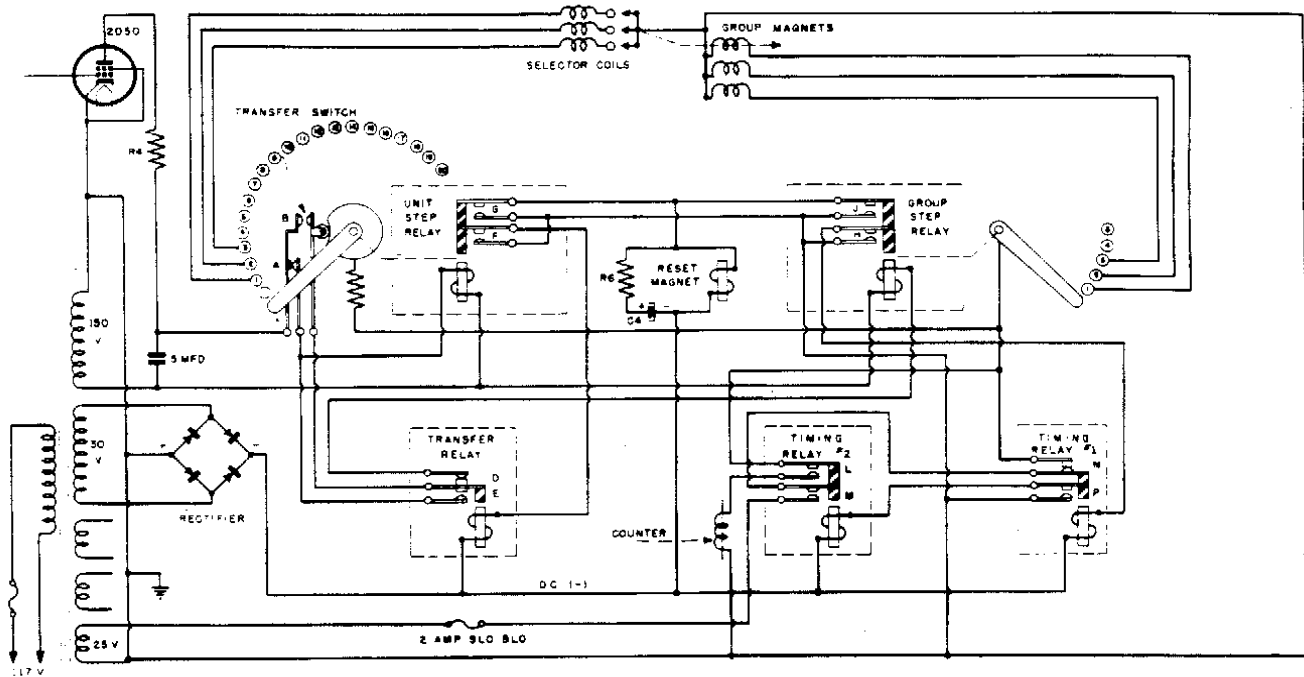 2050
GROUP MAGNETS
SELECTOR COILS
TRANSFER SWITCH
R4
B
A
UNIT
STEP
RELAY
G
F
GROUP
STEP
RELAY
J
H
R6
RESET
MAGNET
+
C4
150
V
5 MFD
30
V
RECTIFIER
TRANSFER
RELAY
D
E
TIMING
RELAY #2
L
M
TIMING
RELAY #1
N
P
COUNTER
DC (-)
2 AMP SLO BLO
25 V
117 V